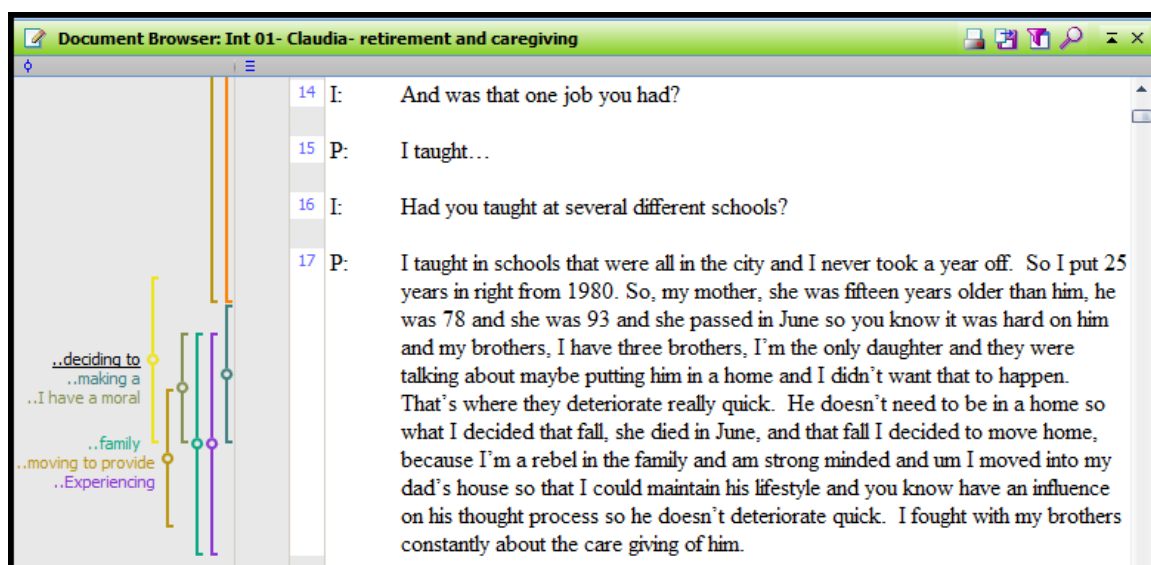 Document Browser: Int 01- Claudia- retirement and caregiving
14 I: And was that one job you had?
15 P: I taught…
16 I: Had you taught at several different schools?
17 P: I taught in schools that were all in the city and I never took a year off. So I put 25
years in right from 1980. So, my mother, she was fifteen years older than him, he
was 78 and she was 93 and she passed in June so you know it was hard on him
and my brothers, I have three brothers, I'm the only daughter and they were
talking about maybe putting him in a home and I didn't want that to happen.
That's where they deteriorate really quick. He doesn't need to be in a home so
what I decided that fall, she died in June, and that fall I decided to move home,
because I'm a rebel in the family and am strong minded and um I moved into my
dad's house so that I could maintain his lifestyle and you know have an influence
on his thought process so he doesn't deteriorate quick. I fought with my brothers
constantly about the care giving of him.
..deciding to
..making a
..I have a moral
..family
..moving to provide
..Experiencing